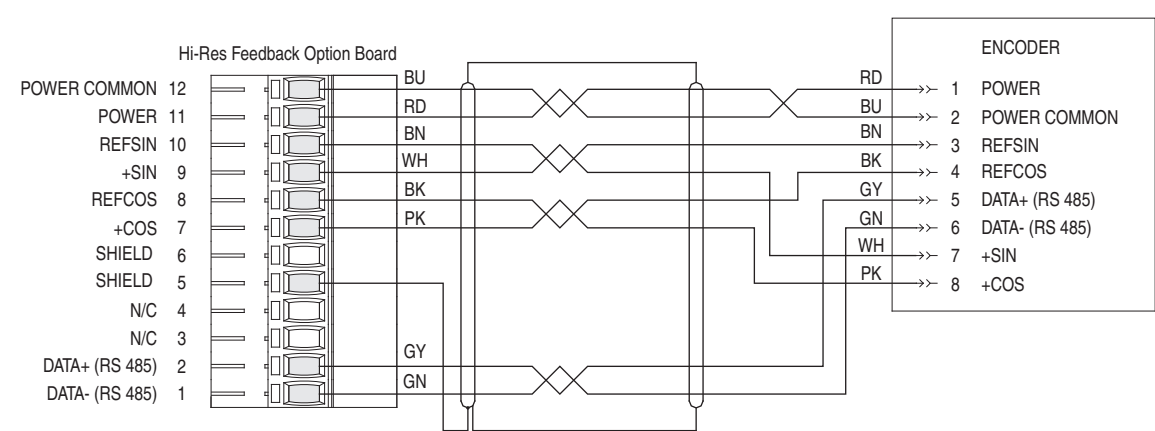 ENCODER
Hi-Res Feedback Option Board
POWER COMMON 12 BU RD 1 POWER
POWER 11 RD BU 2 POWER COMMON
REFSIN 10 BN BN 3 REFSIN
+SIN 9 WH BK 4 REFCOS
REFCOS 8 BK GY 5 DATA+ (RS 485)
+COS 7 PK GN 6 DATA- (RS 485)
SHIELD 6 WH 7 +SIN
SHIELD 5 PK 8 +COS
N/C 4
N/C 3
DATA+ (RS 485) 2 GY
DATA- (RS 485) 1 GN